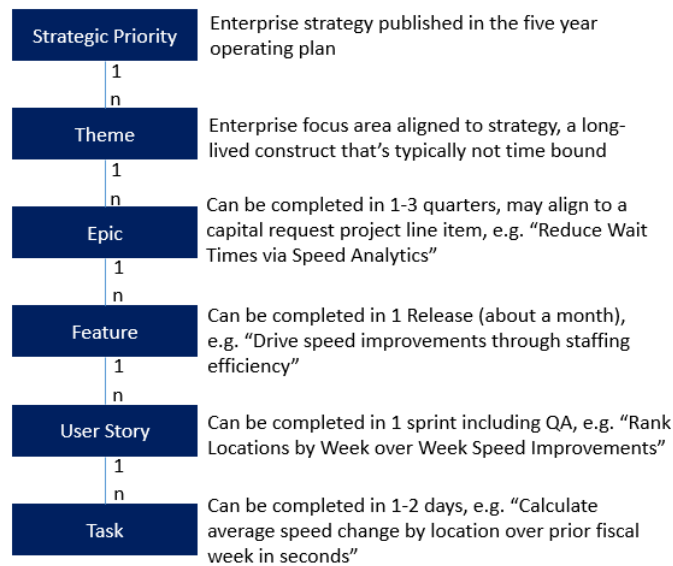 Strategic Priority
Enterprise strategy published in the five year
operating plan
1
n
Theme
Enterprise focus area aligned to strategy, a long-
lived construct that’s typically not time bound
1
n
Epic
Can be completed in 1-3 quarters, may align to a
capital request project line item, e.g. “Reduce Wait
Times via Speed Analytics”
1
n
Feature
Can be completed in 1 Release (about a month),
e.g. “Drive speed improvements through staffing
efficiency”
1
n
User Story
Can be completed in 1 sprint including QA, e.g. “Rank
Locations by Week over Week Speed Improvements”
1
n
Task
Can be completed in 1-2 days, e.g. “Calculate
average speed change by location over prior fiscal
week in seconds”